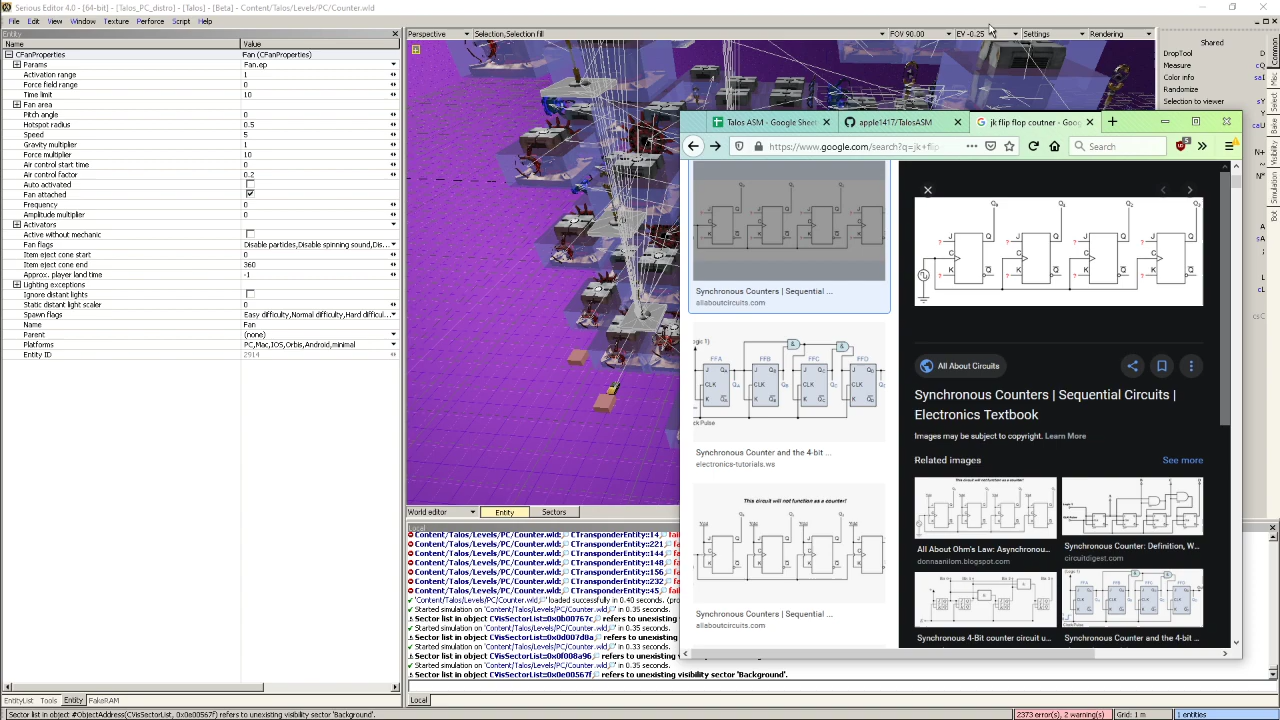 Serious Editor 4.0 - [64-bit] - [Talos_PC_distro] - [Talos] - [Beta] - Content/Talos/Levels/PC/Counter.wld
File Edit View Window Texture Perforce Script Help
Entity
Name Value
CFanProperties Fan (CFanProperties)
Params Fan.ep
Activation range 1
Force field range 0
Time limit 10
Fan area
Pitch angle 0
Hotspot radius 0.5
Speed 5
Gravity multiplier 1
Force multiplier 10
Air control start time 0
Air control factor 0.2
Auto activated
Fan attached
Frequency 0
Amplitude multiplier 0
Activators
Active without mechanic
Fan flags Disable particles,Disable spinning sound,Dis...
Item eject cone start 0
Item eject cone end 360
Approx. player land time -1
Lighting exceptions
Ignore distant lights
Static distant light scaler 0
Spawn flags Easy difficulty,Normal difficulty,Hard difficul...
Name Fan
Parent (none)
Platforms PC,Mac,IOS,Orbis,Android,minimal
Entity ID 2914
EntityList Tools Entity FakeRAM
Perspective Selection,Selection fill FOV 90.00 EV -0.25 Settings Rendering
Shared
DropTool
Measure
Color info
Randomize
Selection to viewer
Talos ASM - Google Sheet
apple1417/TalosASM
jk flip flop coutner - Goog
https://www.google.com/search?q=jk+flip
Search
Synchronous Counters | Sequential ...
allaboutcircuits.com
FFA FFB FFC FFD
Synchronous Counter and the 4-bit ...
electronics-tutorials.ws
This circuit will not function as a counter!
Synchronous Counters | Sequential ...
allaboutcircuits.com
All About Circuits
Synchronous Counters | Sequential Circuits |
Electronics Textbook
Images may be subject to copyright. Learn More
Related images See more
All About Ohm's Law: Asynchronou...
donnaanilom.blogspot.com
Synchronous Counter: Definition, W...
circuitdigest.com
Synchronous 4-Bit counter circuit u...
Synchronous Counter and the 4-bit ...
World editor Entity Sectors
Local
Content/Talos/Levels/PC/Counter.wld; CTransponderEntity::14
Content/Talos/Levels/PC/Counter.wld; CTransponderEntity::221
Content/Talos/Levels/PC/Counter.wld; CTransponderEntity::144
Content/Talos/Levels/PC/Counter.wld; CTransponderEntity::148
Content/Talos/Levels/PC/Counter.wld; CTransponderEntity::156
Content/Talos/Levels/PC/Counter.wld; CTransponderEntity::232
Content/Talos/Levels/PC/Counter.wld; CTransponderEntity::45
'Content/Talos/Levels/PC/Counter.wld' loaded successfully in 0.40 seconds.
Started simulation on 'Content/Talos/Levels/PC/Counter.wld' in 0.35 seconds.
Sector list in object CVisSectorList=0x0b00767c refers to unexisting
Started simulation on 'Content/Talos/Levels/PC/Counter.wld' in 0.35 seconds.
Sector list in object CVisSectorList=0x0d007d8a refers to unexisting
Started simulation on 'Content/Talos/Levels/PC/Counter.wld' in 0.33 seconds.
Sector list in object CVisSectorList=0x0f008a96 refers to unexisting
Started simulation on 'Content/Talos/Levels/PC/Counter.wld' in 0.35 seconds.
Sector list in object CVisSectorList=0x0e00567f refers to unexisting visibility sector 'Background'.
Local
Sector list in object #ObjectAddress(CVisSectorList, 0x0e00567f) refers to unexisting visibility sector 'Background'.
2373 error(s), 2 warning(s) Grid: 1 m 1 entities